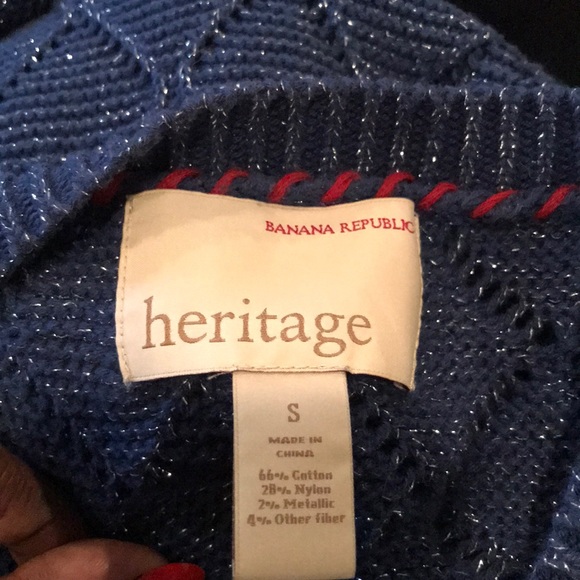 BANANA REPUBLIC
heritage
S
MADE IN
CHINA
66% Cotton
28% Nylon
2% Metallic
4% Other fiber